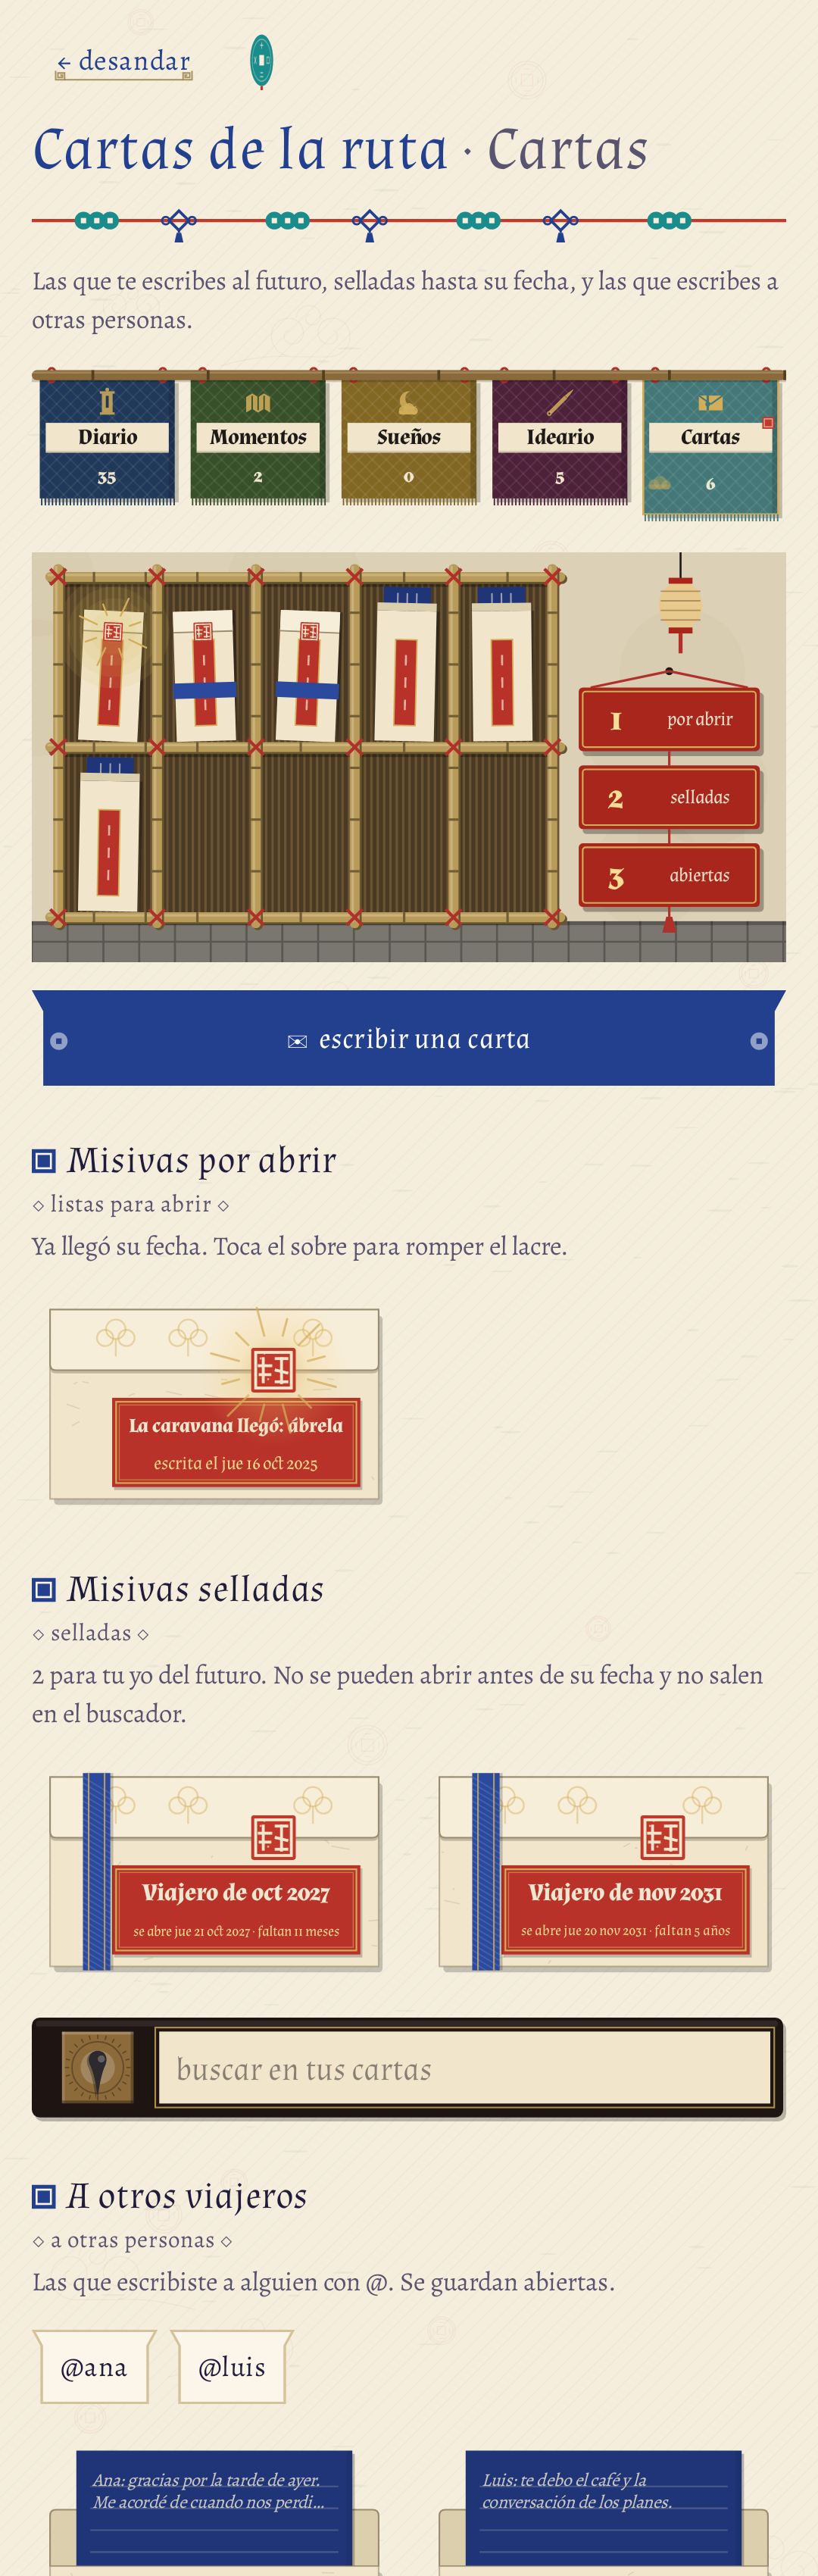 ← desandar
Cartas de la ruta · Cartas
Las que te escribes al futuro, selladas hasta su fecha, y las que escribes a
otras personas.
Diario
35
Momentos
2
Sueños
0
Ideario
5
Cartas
6
1 por abrir
2 selladas
3 abiertas
✉ escribir una carta
Misivas por abrir
◇ listas para abrir ◇
Ya llegó su fecha. Toca el sobre para romper el lacre.
La caravana llegó: ábrela
escrita el jue 16 oct 2025
Misivas selladas
◇ selladas ◇
2 para tu yo del futuro. No se pueden abrir antes de su fecha y no salen
en el buscador.
Viajero de oct 2027
se abre jue 21 oct 2027 · faltan 11 meses
Viajero de nov 2031
se abre jue 20 nov 2031 · faltan 5 años
buscar en tus cartas
A otros viajeros
◇ a otras personas ◇
Las que escribiste a alguien con @. Se guardan abiertas.
@ana
@luis
Ana: gracias por la tarde de ayer.
Me acordé de cuando nos perdi...
Luis: te debo el café y la
conversación de los planes.